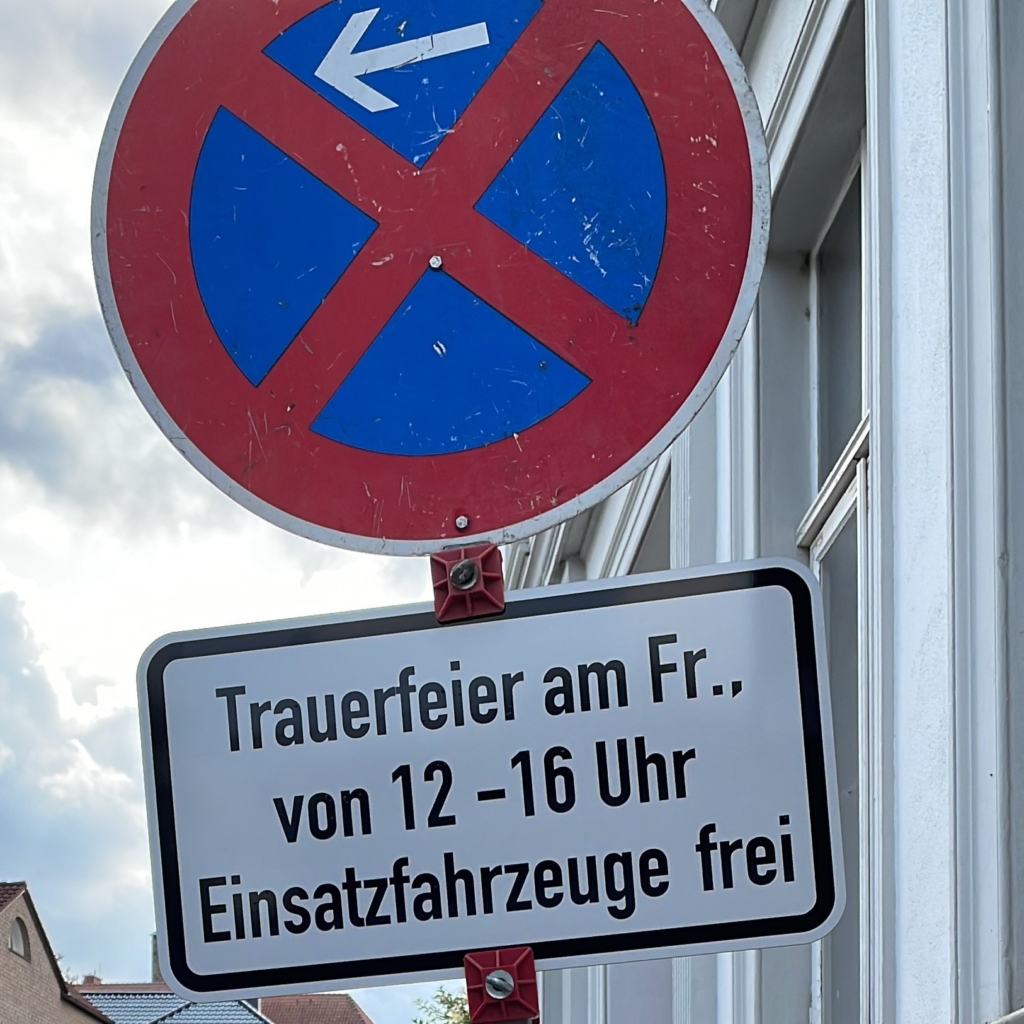 Trauerfeier am Fr.,
von 12 -16 Uhr
Einsatzfahrzeuge frei